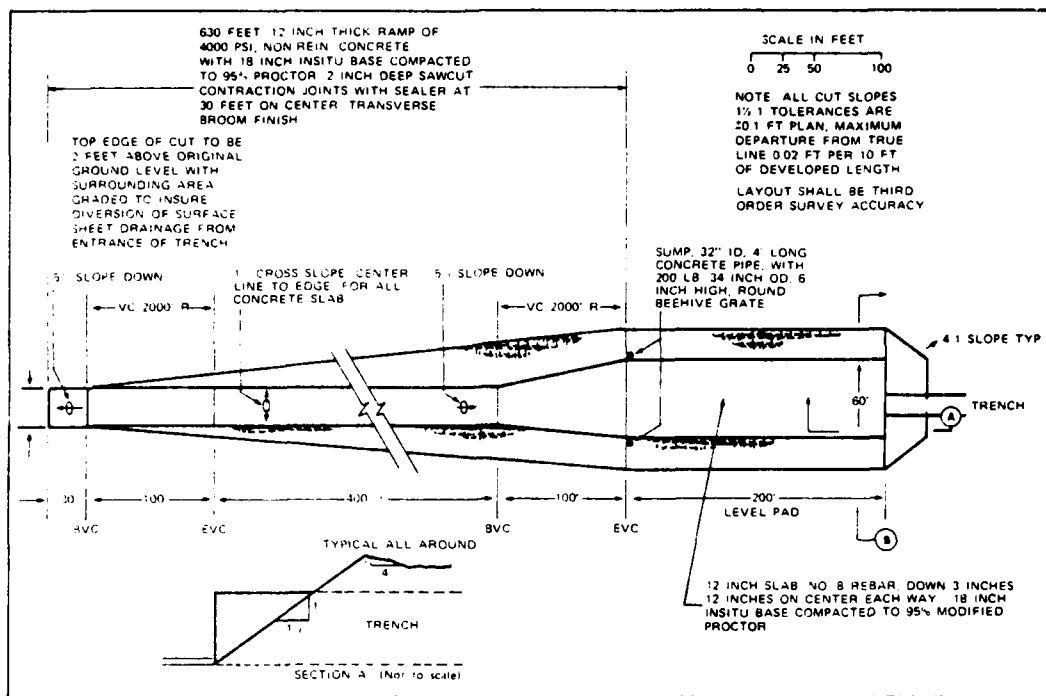 630 FEET 12 INCH THICK RAMP OF
4000 PSI, NON REIN CONCRETE
WITH 18 INCH INSITU BASE COMPACTED
TO 95% PROCTOR 2 INCH DEEP SAWCUT
CONTRACTION JOINTS WITH SEALER AT
30 FEET ON CENTER TRANSVERSE
BROOM FINISH
SCALE IN FEET
0 25 50 100
NOTE ALL CUT SLOPES
1½ 1 TOLERANCES ARE
±0.1 FT PLAN, MAXIMUM
DEPARTURE FROM TRUE
LINE 0.02 FT PER 10 FT
OF DEVELOPED LENGTH
LAYOUT SHALL BE THIRD
ORDER SURVEY ACCURACY
TOP EDGE OF CUT TO BE
2 FEET ABOVE ORIGINAL
GROUND LEVEL WITH
SURROUNDING AREA
GRADED TO INSURE
DIVERSION OF SURFACE
SHEET DRAINAGE FROM
ENTRANCE OF TRENCH
SLOPE DOWN
CROSS SLOPE CENTER
LINE TO EDGE FOR ALL
CONCRETE SLAB
SLOPE DOWN
SUMP, 32" ID, 4' LONG
CONCRETE PIPE, WITH
200 LB 34 INCH OD, 6
INCH HIGH, ROUND
BEEHIVE GRATE
VC 2000' R
VC 2000' R
4 1 SLOPE TYP
60'
TRENCH
A
30
100
400
100'
200'
LEVEL PAD
BVC
EVC
BVC
EVC
B
TYPICAL ALL AROUND
4
1
TRENCH
SECTION A (Not to scale)
12 INCH SLAB NO 8 REBAR, DOWN 3 INCHES
12 INCHES ON CENTER EACH WAY 18 INCH
INSITU BASE COMPACTED TO 95% MODIFIED
PROCTOR